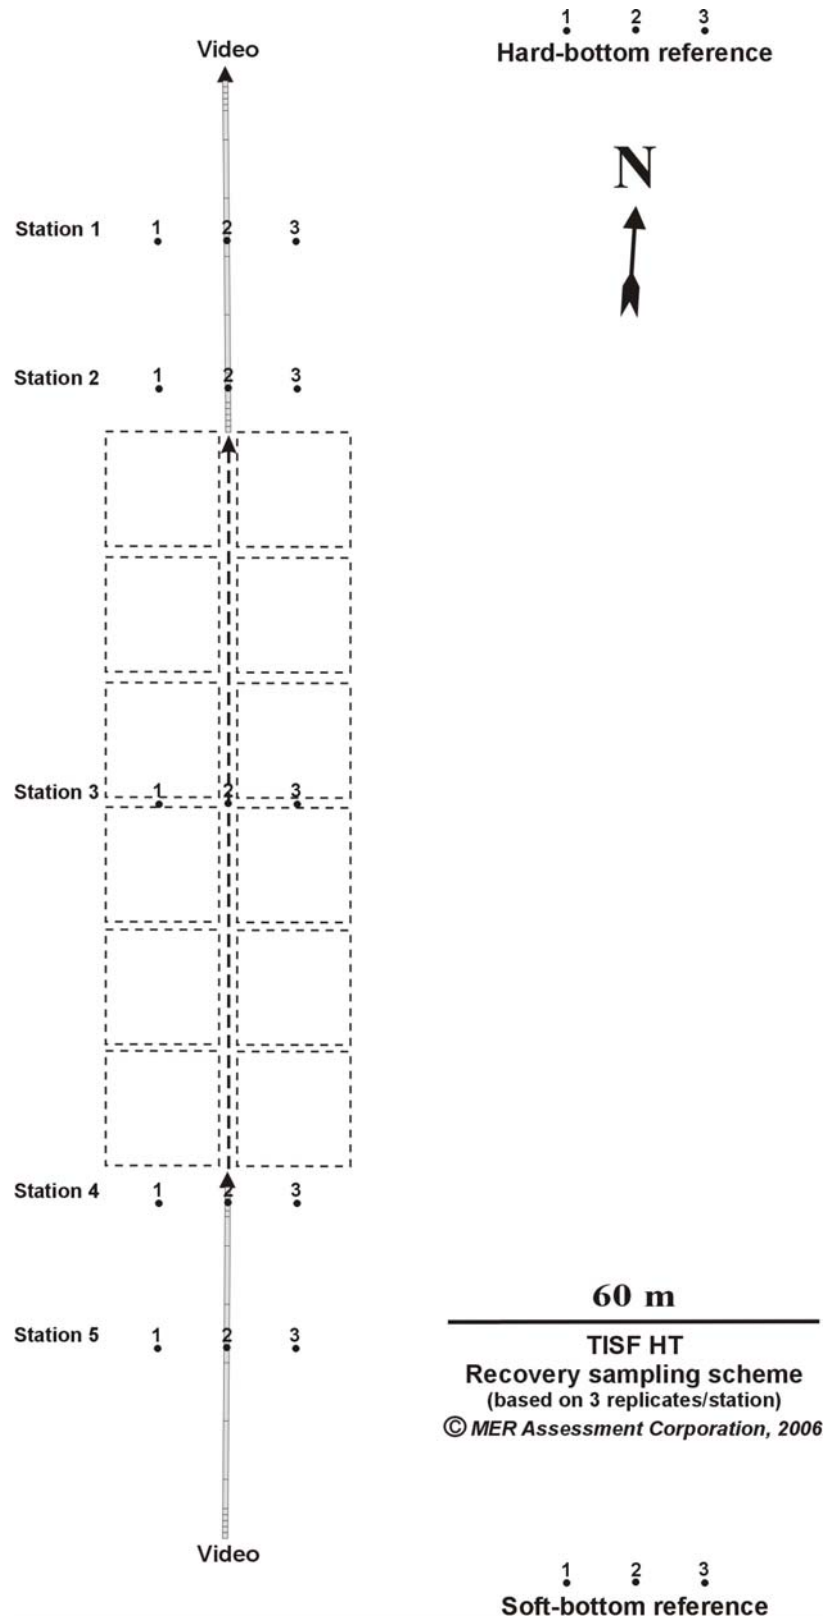 1 2 3
Hard-bottom reference
Video
N
Station 1 1 2 3
Station 2 1 2 3
Station 3 1 2 3
Station 4 1 2 3
Station 5 1 2 3
60 m
TISF HT
Recovery sampling scheme
(based on 3 replicates/station)
© MER Assessment Corporation, 2006
Video
1 2 3
Soft-bottom reference